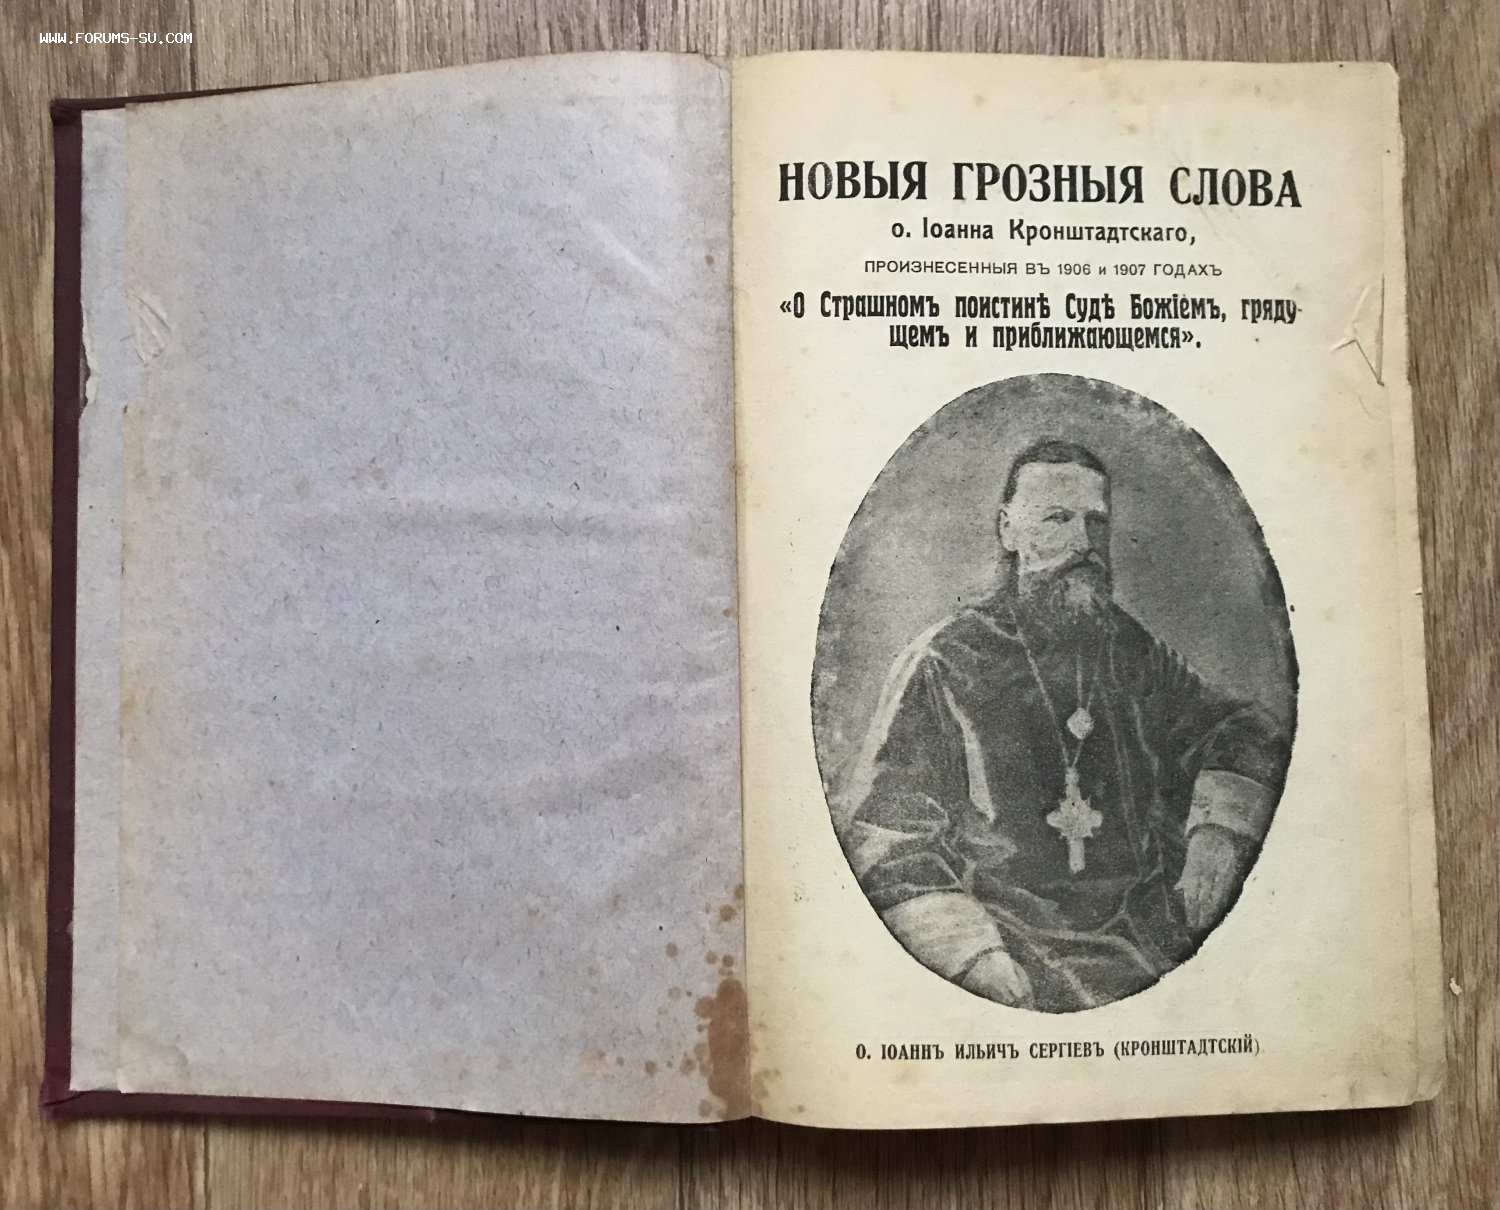 WWW.FORUMS-SU.COM
НОВЫЯ ГРОЗНЫЯ СЛОВА
о. Іоанна Кронштадтскаго,
ПРОИЗНЕСЕННЫЯ ВЪ 1906 и 1907 ГОДАХЪ
«О Страшномъ поистинѣ Судѣ Божіемъ, гряду-
щемъ и приближающемся».
О. ІОАННЪ ИЛЬИЧЪ СЕРГІЕВЪ (КРОНШТАДТСКІЙ)